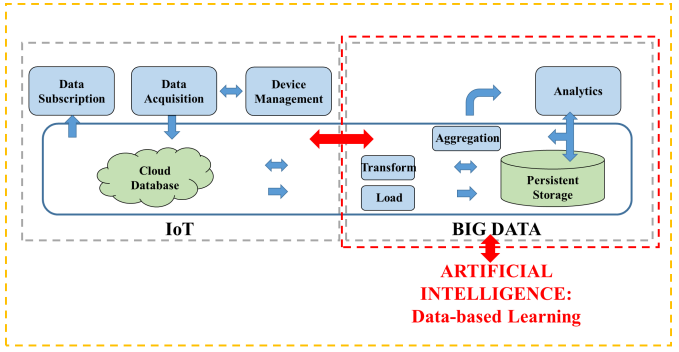 Data
Subscription
Data
Acquisition
Device
Management
Analytics
Aggregation
Cloud
Database
Transform
Load
Persistent
Storage
IoT
BIG DATA
ARTIFICIAL
INTELLIGENCE:
Data-based Learning